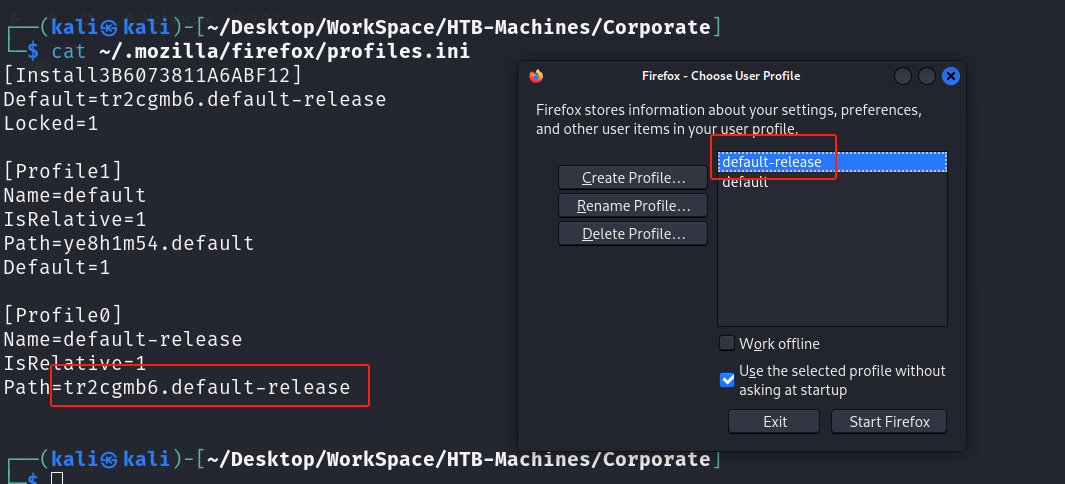 ┌──(kali㉿kali)-[~/Desktop/WorkSpace/HTB-Machines/Corporate]
└─$ cat ~/.mozilla/firefox/profiles.ini
[Install3B6073811A6ABF12]
Default=tr2cgmb6.default-release
Locked=1
[Profile1]
Name=default
IsRelative=1
Path=ye8h1m54.default
Default=1
[Profile0]
Name=default-release
IsRelative=1
Path=tr2cgmb6.default-release
┌──(kali㉿kali)-[~/Desktop/WorkSpace/HTB-Machines/Corporate]
└─$
Firefox - Choose User Profile
Firefox stores information about your settings, preferences,
and other user items in your user profile.
Create Profile…
Rename Profile…
Delete Profile…
default-release
default
Work offline
Use the selected profile without
asking at startup
Exit
Start Firefox